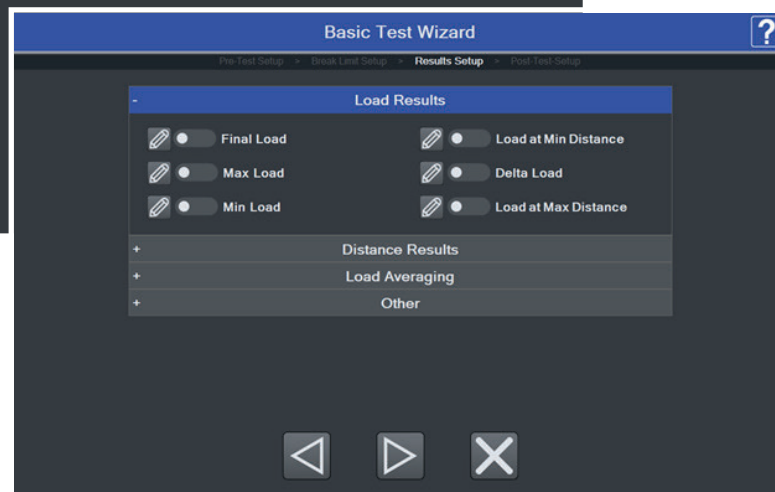 Basic Test Wizard
?
Pre-Test Setup > Break Limit Setup > Results Setup > Post-Test-Setup
- Load Results
Final Load Load at Min Distance
Max Load Delta Load
Min Load Load at Max Distance
+ Distance Results
+ Load Averaging
+ Other